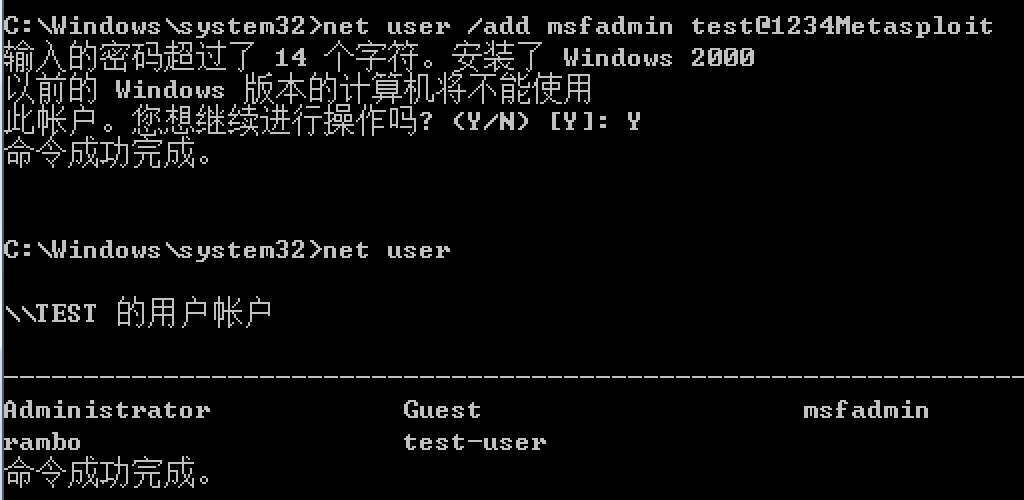 C:\Windows\system32>net user /add msfadmin test@1234Metasploit
输入的密码超过了 14 个字符。安装了 Windows 2000
以前的 Windows 版本的计算机将不能使用
此帐户。您想继续进行操作吗? (Y/N) [Y]: Y
命令成功完成。
C:\Windows\system32>net user
\\TEST 的用户帐户
-------------------------------------------------------------------------------
Administrator Guest msfadmin
rambo test-user
命令成功完成。